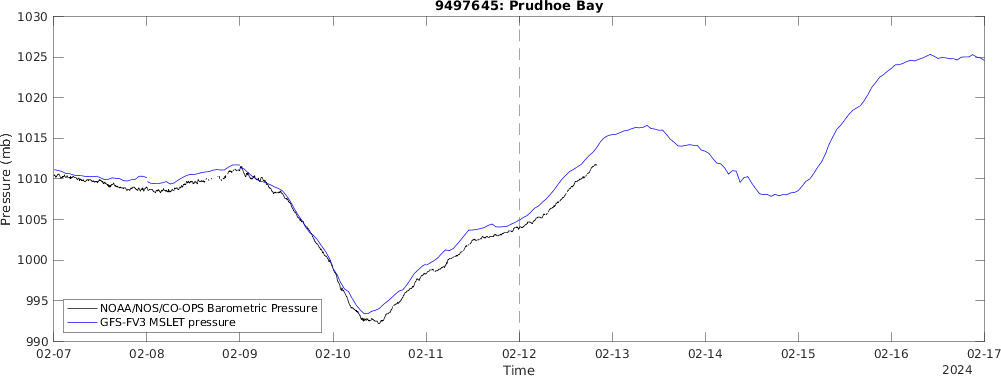 9497645: Prudhoe Bay
1030
1025
1020
1015
1010
1005
1000
995
990
Pressure (mb)
NOAA/NOS/CO-OPS Barometric Pressure
GFS-FV3 MSLET pressure
02-07 02-08 02-09 02-10 02-11 02-12 02-13 02-14 02-15 02-16 02-17
Time
2024